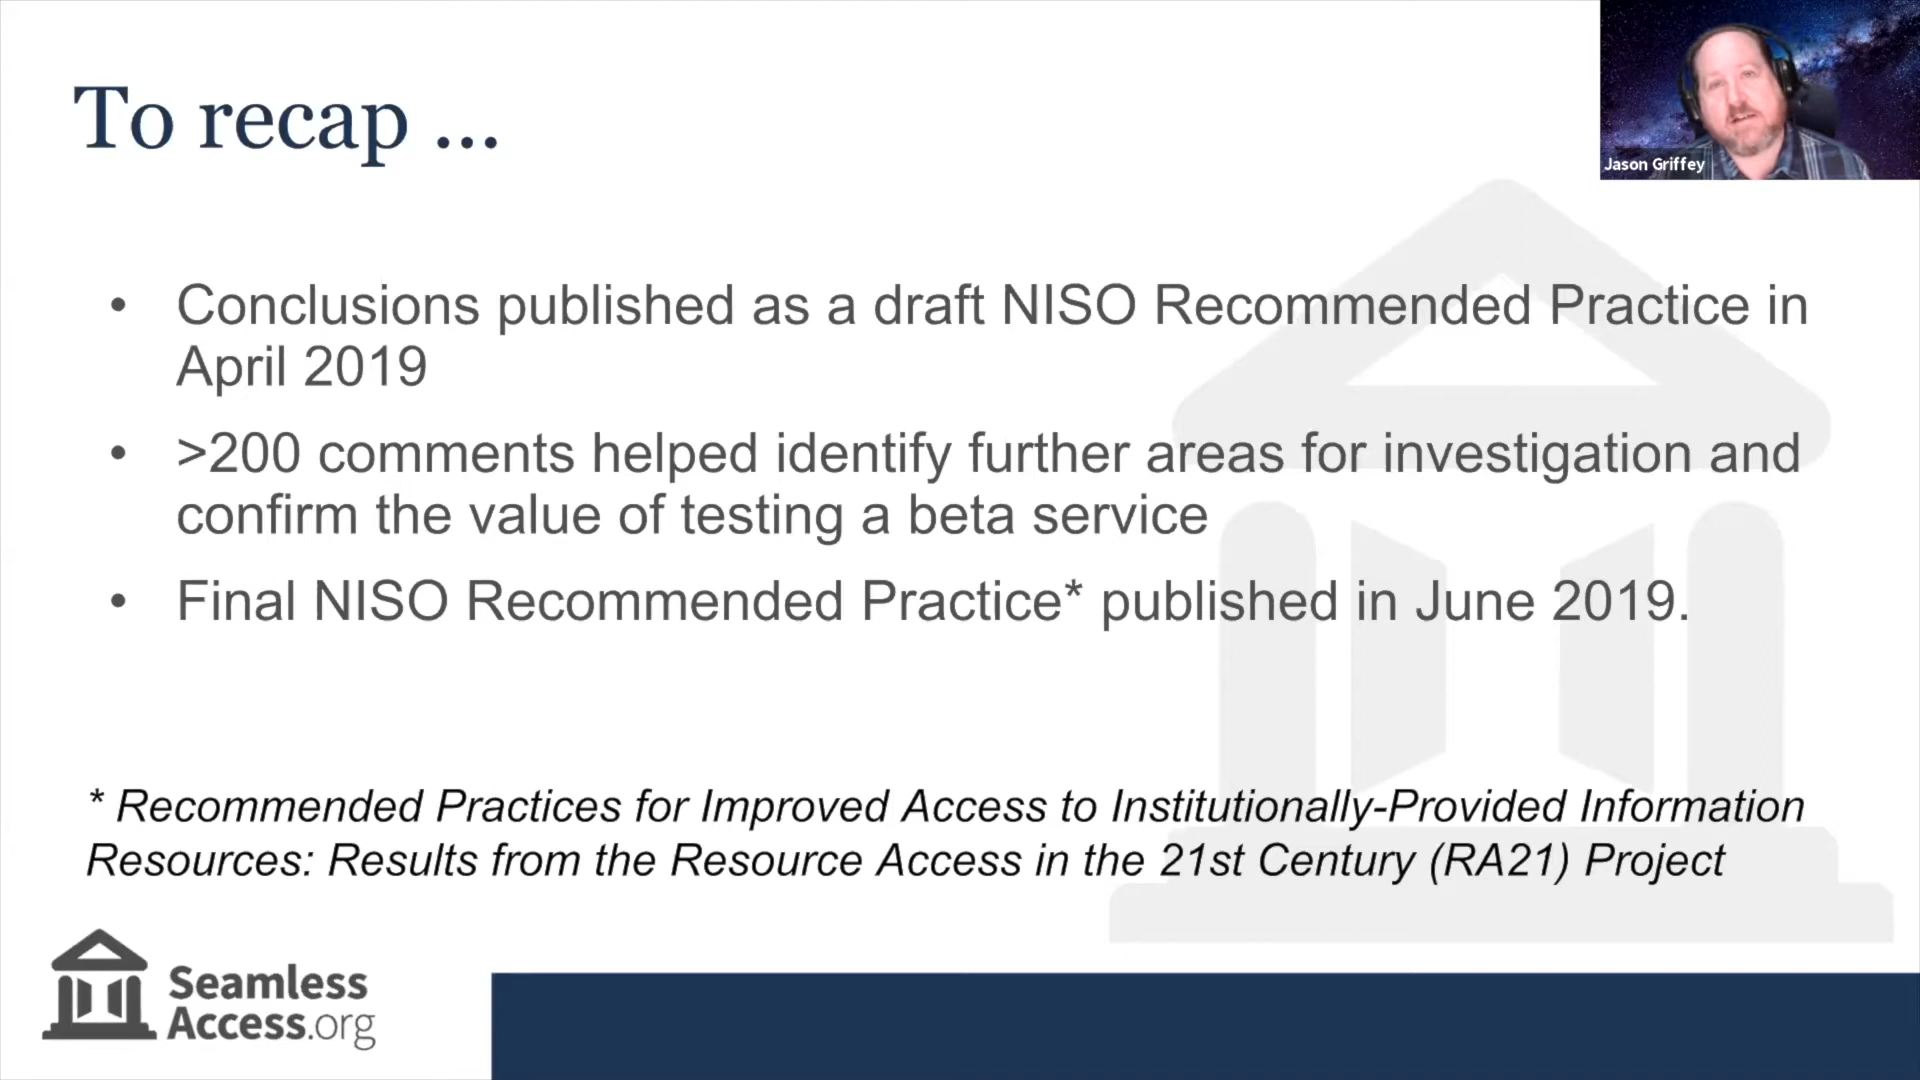 To recap ...
Jason Griffey
• Conclusions published as a draft NISO Recommended Practice in
April 2019
• >200 comments helped identify further areas for investigation and
confirm the value of testing a beta service
• Final NISO Recommended Practice* published in June 2019.
* Recommended Practices for Improved Access to Institutionally-Provided Information
Resources: Results from the Resource Access in the 21st Century (RA21) Project
Seamless
Access.org